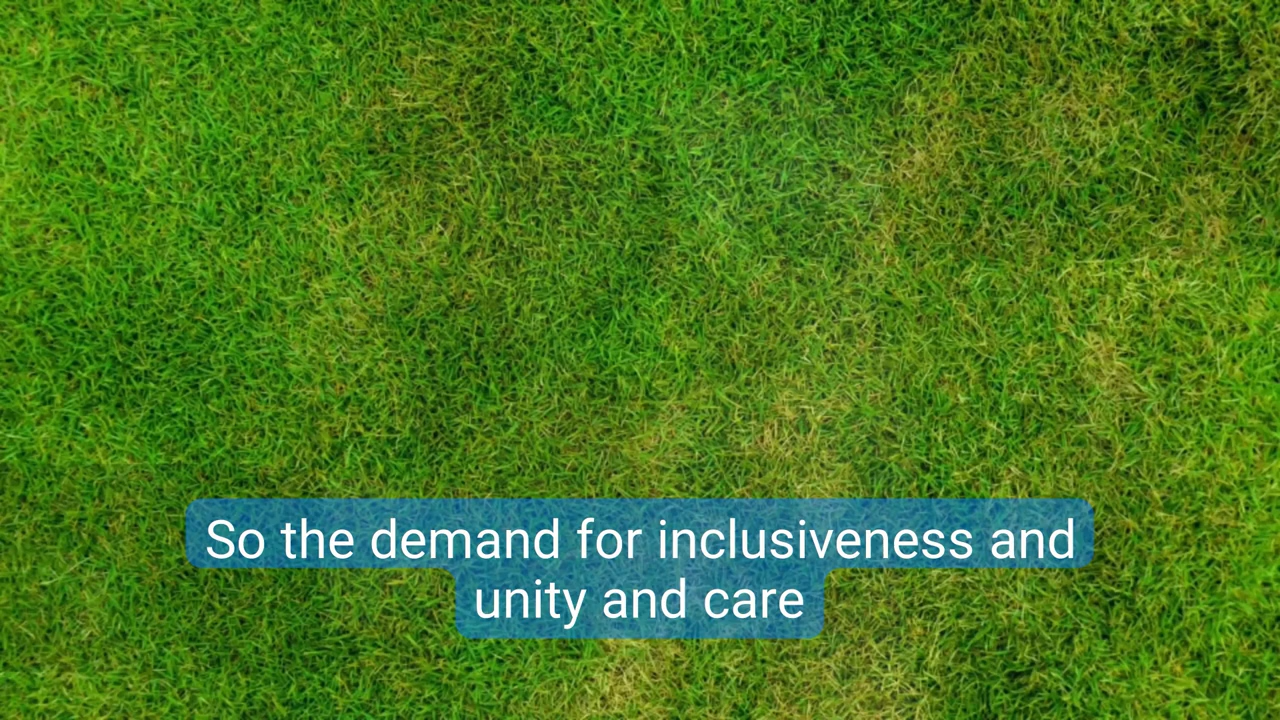 So the demand for inclusiveness and
unity and care